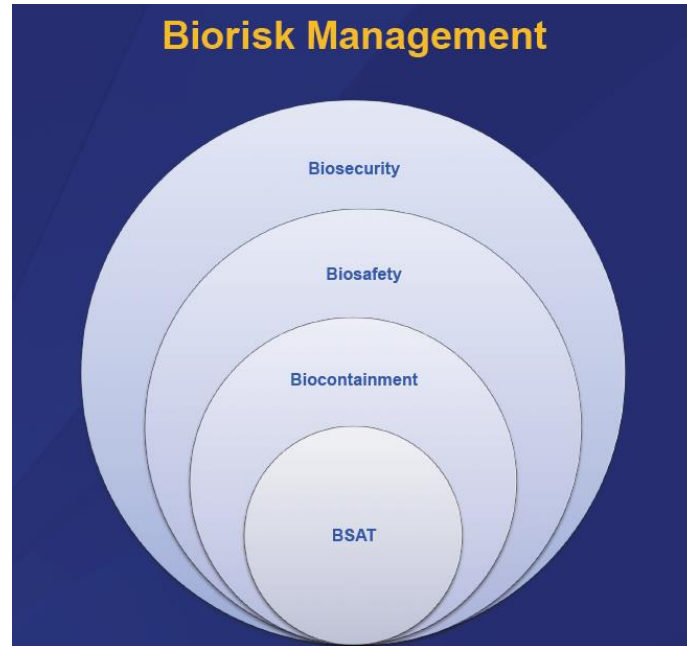 Biorisk Management
Biosecurity
Biosafety
Biocontainment
BSAT